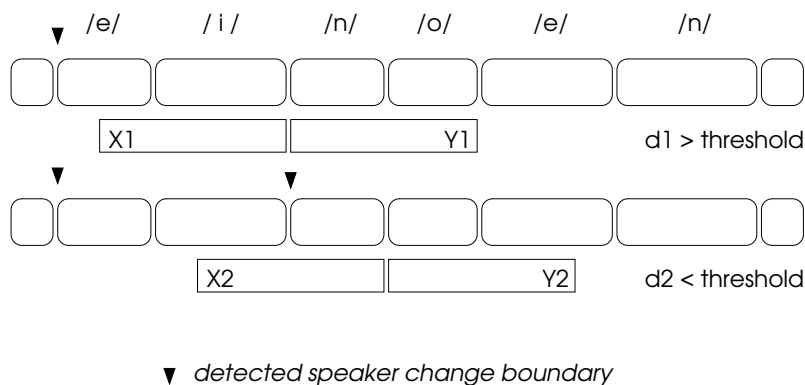 /e/ / i / /n/ /o/ /e/ /n/
X1 Y1 d1 > threshold
X2 Y2 d2 < threshold
detected speaker change boundary